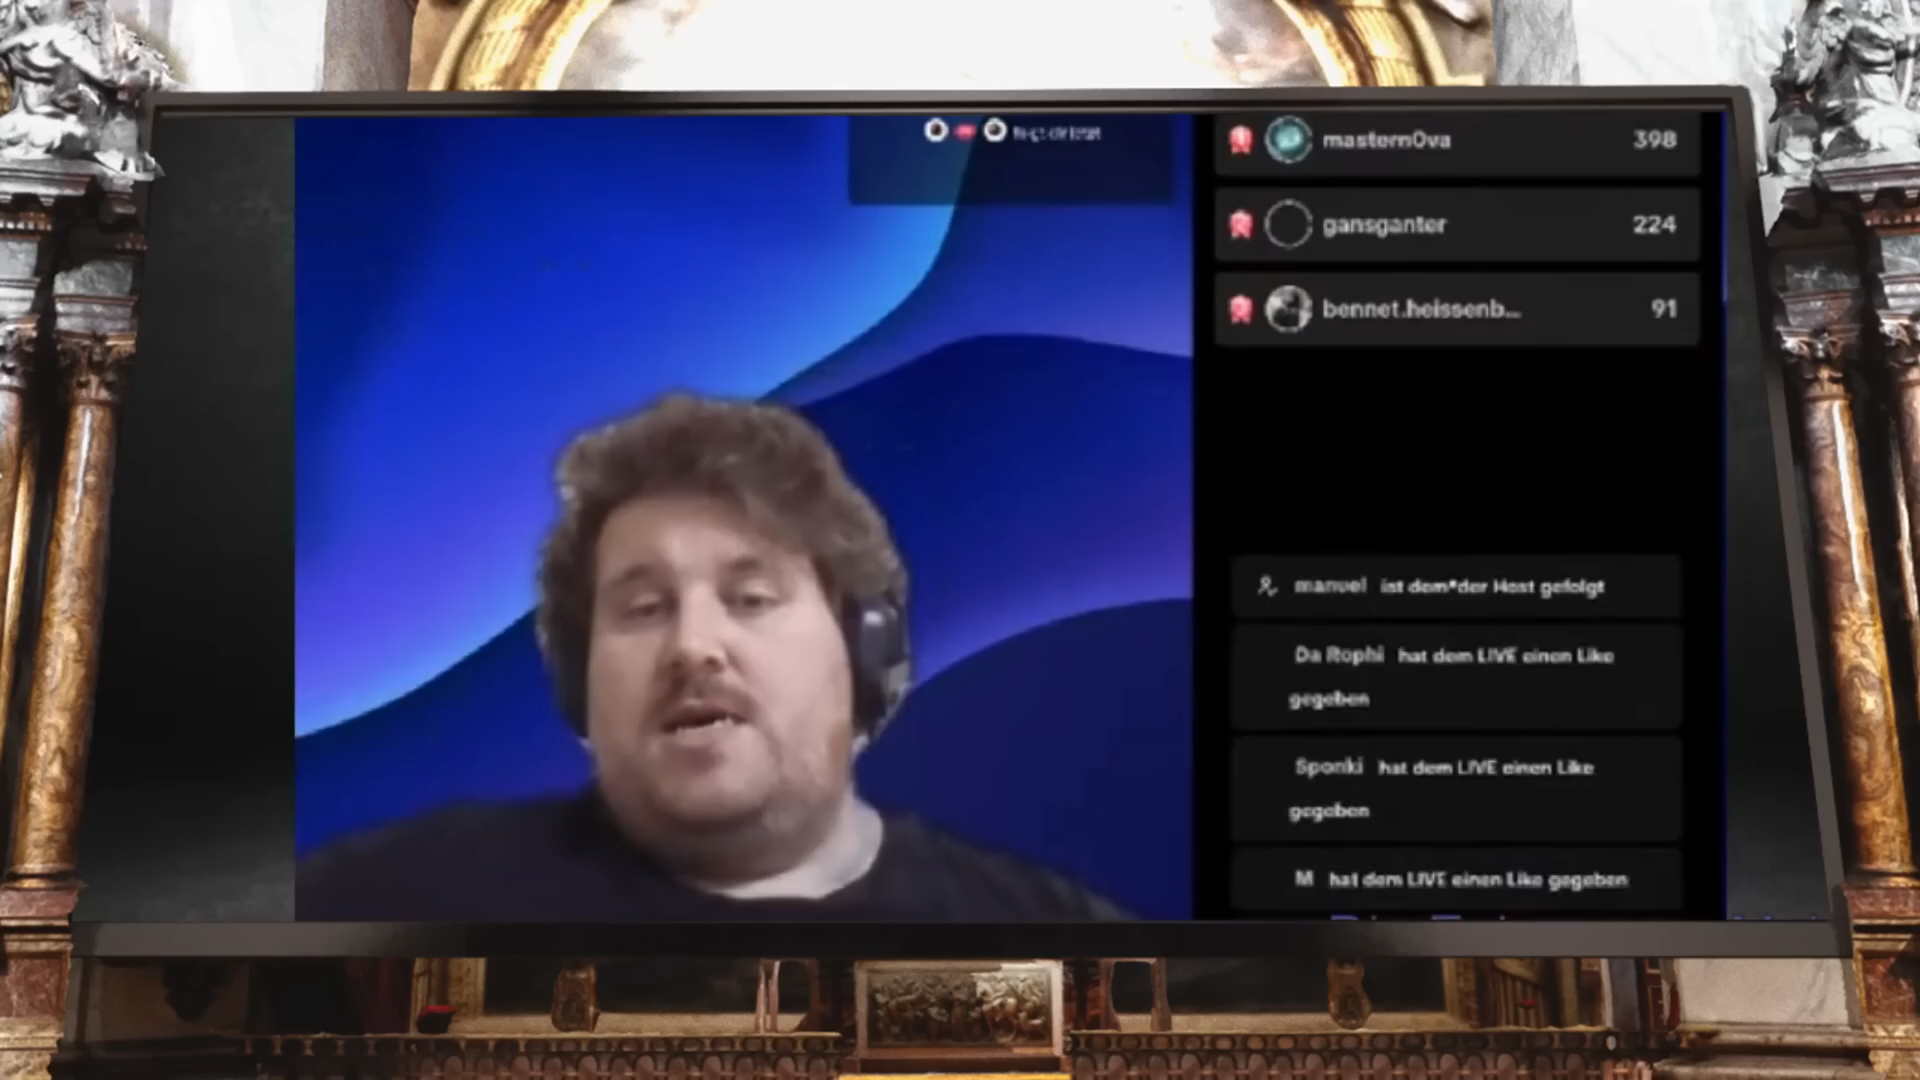 mastern0va 398
gansganter 224
bennet.heissenb... 91
manuel ist dem*der Host gefolgt
Da Rophi hat dem LIVE einen Like
gegeben
Sponki hat dem LIVE einen Like
gegeben
M hat dem LIVE einen Like gegeben